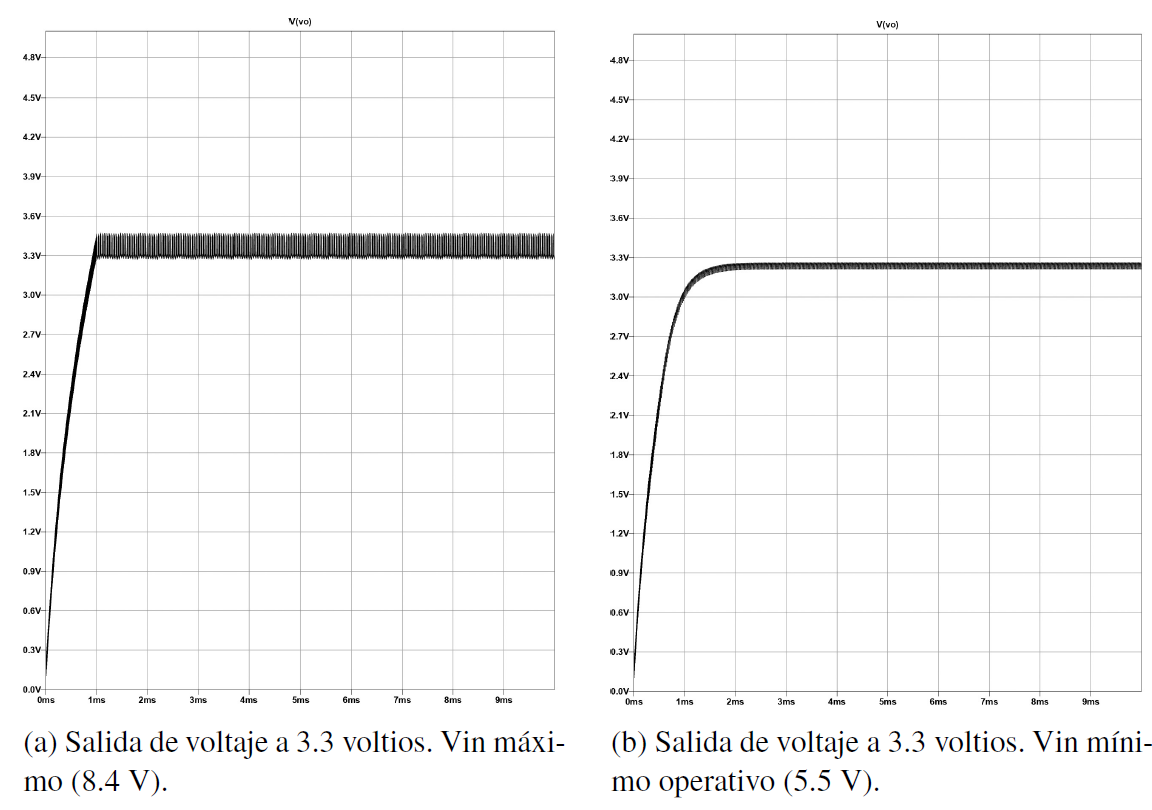 V(vo)
4.8V
4.5V
4.2V
3.9V
3.6V
3.3V
3.0V
2.7V
2.4V
2.1V
1.8V
1.5V
1.2V
0.9V
0.6V
0.3V
0.0V
0ms 1ms 2ms 3ms 4ms 5ms 6ms 7ms 8ms 9ms
(a) Salida de voltaje a 3.3 voltios. Vin máxi-
mo (8.4 V).
V(vo)
4.8V
4.5V
4.2V
3.9V
3.6V
3.3V
3.0V
2.7V
2.4V
2.1V
1.8V
1.5V
1.2V
0.9V
0.6V
0.3V
0.0V
0ms 1ms 2ms 3ms 4ms 5ms 6ms 7ms 8ms 9ms
(b) Salida de voltaje a 3.3 voltios. Vin míni-
mo operativo (5.5 V).